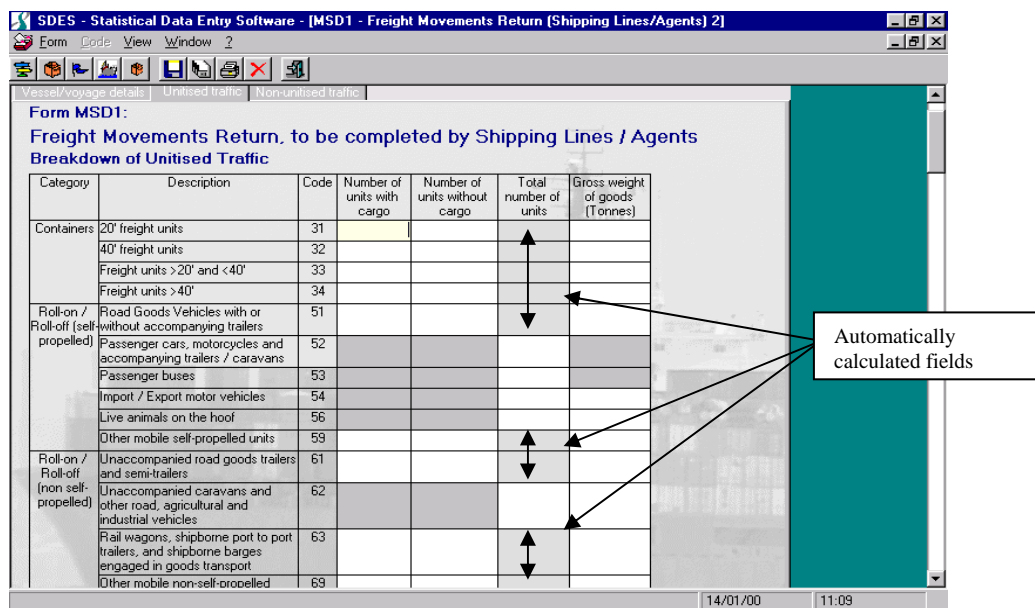 SDES - Statistical Data Entry Software - [MSD1 - Freight Movements Return (Shipping Lines/Agents) 2]
Form Code View Window ?
Vessel/voyage details Unitised traffic Non-unitised traffic
Form MSD1:
Freight Movements Return, to be completed by Shipping Lines / Agents
Breakdown of Unitised Traffic
Category Description Code Number of units with cargo Number of units without cargo Total number of units Gross weight of goods (Tonnes)
Containers 20' freight units 31
40' freight units 32
Freight units >20' and <40' 33
Freight units >40' 34
Roll-on / Roll-off (self-propelled) Road Goods Vehicles with or without accompanying trailers 51
Passenger cars, motorcycles and accompanying trailers / caravans 52
Passenger buses 53
Import / Export motor vehicles 54
Live animals on the hoof 56
Other mobile self-propelled units 59
Roll-on / Roll-off (non self-propelled) Unaccompanied road goods trailers and semi-trailers 61
Unaccompanied caravans and other road, agricultural and industrial vehicles 62
Rail wagons, shipborne port to port trailers, and shipborne barges engaged in goods transport 63
Other mobile non-self-propelled 69
Automatically
calculated fields
14/01/00 11:09